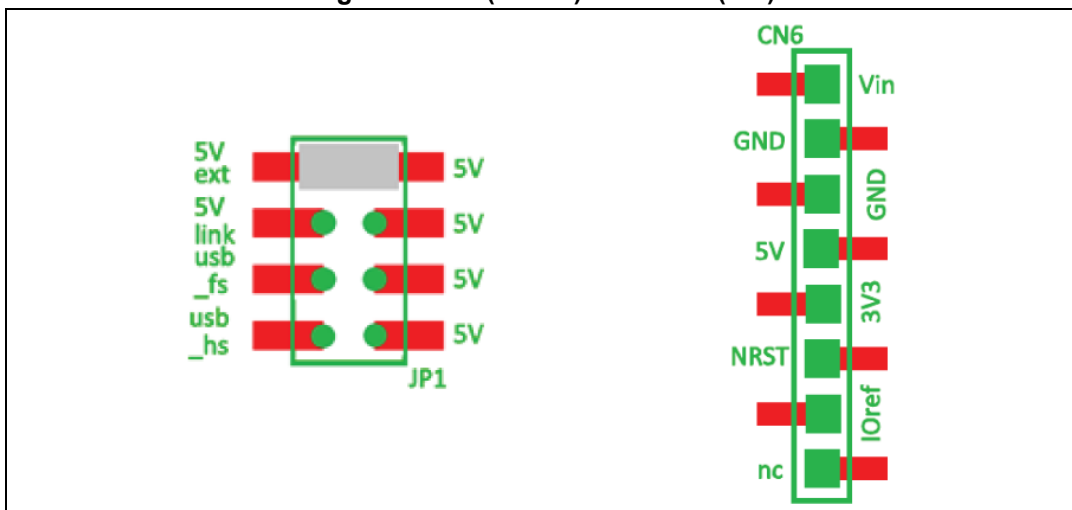 5V
ext
5V
5V
link
5V
usb
_fs
5V
usb
_hs
5V
JP1
CN6
Vin
GND
GND
5V
3V3
NRST
IOref
nc